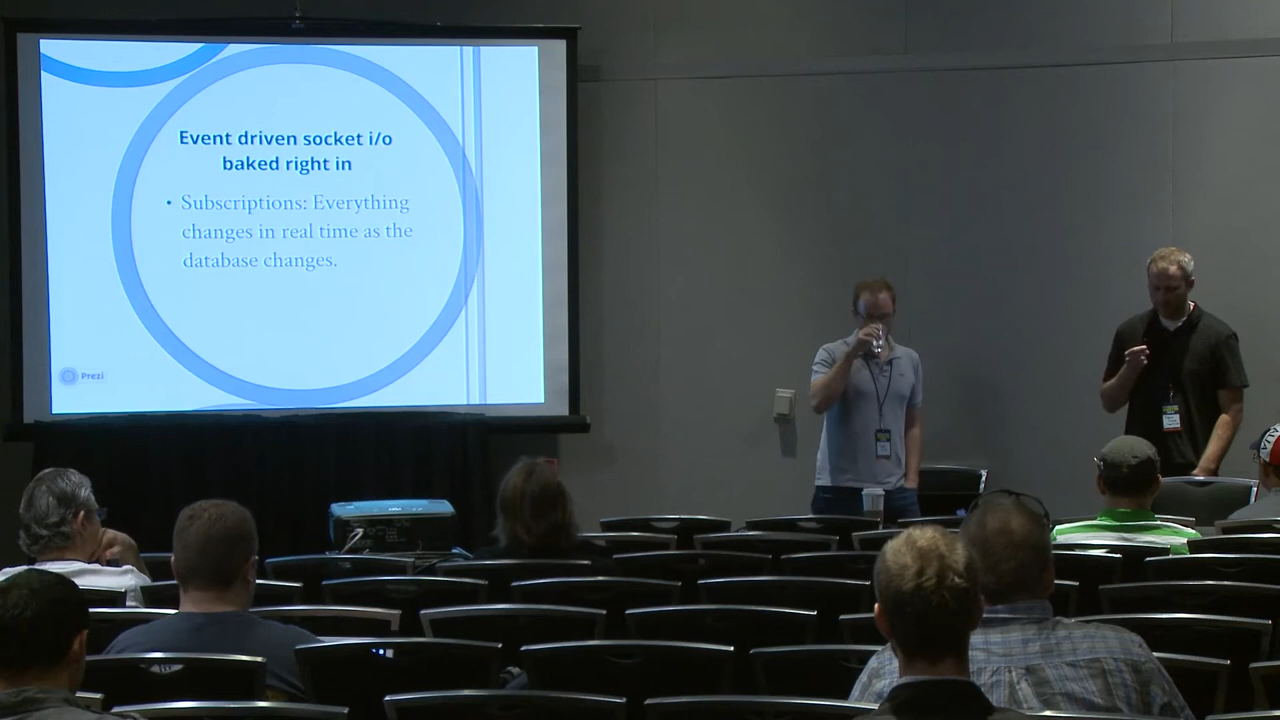 Event driven socket i/o
baked right in
• Subscriptions: Everything
changes in real time as the
database changes.
Prezi